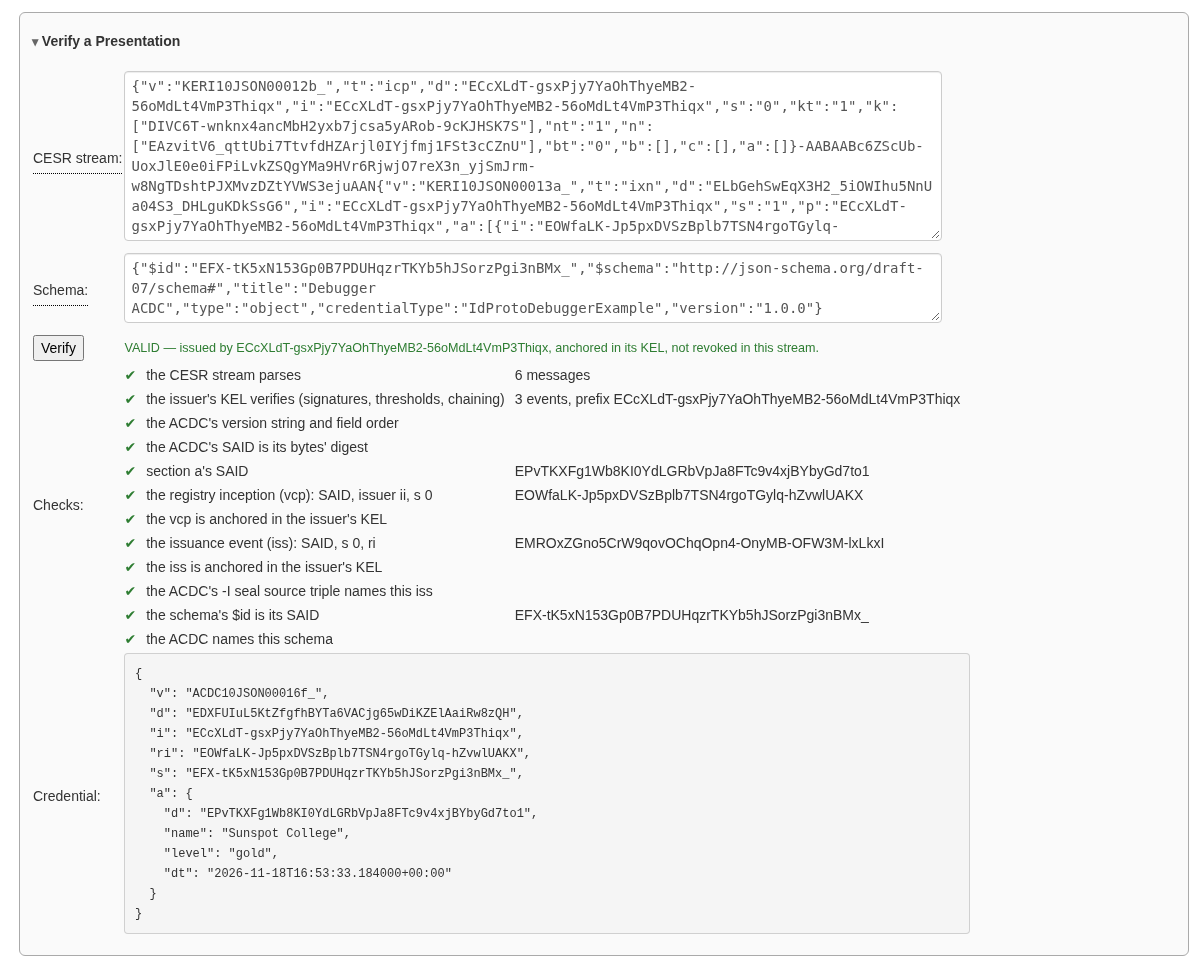 ▾ Verify a Presentation
CESR stream:
{"v":"KERI10JSON00012b_","t":"icp","d":"ECcXLdT-gsxPjy7YaOhThyeMB2-
56oMdLt4VmP3Thiqx","i":"ECcXLdT-gsxPjy7YaOhThyeMB2-56oMdLt4VmP3Thiqx","s":"0","kt":"1","k":
["DIVC6T-wnknx4ancMbH2yxb7jcsa5yARob-9cKJHSK7S"],"nt":"1","n":
["EAzvitV6_qttUbi7TtvfdHZArjl0IYjfmj1FSt3cCZnU"],"bt":"0","b":[],"c":[],"a":[]}-AABAABc6ZScUb-
UoxJlE0e0iFPiLvkZSQgYMa9HVr6RjwjO7reX3n_yjSmJrm-
w8NgTDshtPJXMvzDZtYVWS3ejuAAN{"v":"KERI10JSON00013a_","t":"ixn","d":"ELbGehSwEqX3H2_5iOWIhu5NnU
a04S3_DHLguKDkSsG6","i":"ECcXLdT-gsxPjy7YaOhThyeMB2-56oMdLt4VmP3Thiqx","s":"1","p":"ECcXLdT-
gsxPjy7YaOhThyeMB2-56oMdLt4VmP3Thiqx","a":[{"i":"EOWfaLK-Jp5pxDVSzBplb7TSN4rgoTGylq-
Schema:
{"$id":"EFX-tK5xN153Gp0B7PDUHqzrTKYb5hJSorzPgi3nBMx_","$schema":"http://json-schema.org/draft-
07/schema#","title":"Debugger
ACDC","type":"object","credentialType":"IdProtoDebuggerExample","version":"1.0.0"}
Verify
VALID — issued by ECcXLdT-gsxPjy7YaOhThyeMB2-56oMdLt4VmP3Thiqx, anchored in its KEL, not revoked in this stream.
Checks:
✔ the CESR stream parses 6 messages
✔ the issuer's KEL verifies (signatures, thresholds, chaining) 3 events, prefix ECcXLdT-gsxPjy7YaOhThyeMB2-56oMdLt4VmP3Thiqx
✔ the ACDC's version string and field order
✔ the ACDC's SAID is its bytes' digest
✔ section a's SAID EPvTKXFg1Wb8KI0YdLGRbVpJa8FTc9v4xjBYbyGd7to1
✔ the registry inception (vcp): SAID, issuer ii, s 0 EOWfaLK-Jp5pxDVSzBplb7TSN4rgoTGylq-hZvwlUAKX
✔ the vcp is anchored in the issuer's KEL
✔ the issuance event (iss): SAID, s 0, ri EMROxZGno5CrW9qovOChqOpn4-OnyMB-OFW3M-lxLkxI
✔ the iss is anchored in the issuer's KEL
✔ the ACDC's -I seal source triple names this iss
✔ the schema's $id is its SAID EFX-tK5xN153Gp0B7PDUHqzrTKYb5hJSorzPgi3nBMx_
✔ the ACDC names this schema
Credential:
{
  "v": "ACDC10JSON00016f_",
  "d": "EDXFUIuL5KtZfgfhBYTa6VACjg65wDiKZElAaiRw8zQH",
  "i": "ECcXLdT-gsxPjy7YaOhThyeMB2-56oMdLt4VmP3Thiqx",
  "ri": "EOWfaLK-Jp5pxDVSzBplb7TSN4rgoTGylq-hZvwlUAKX",
  "s": "EFX-tK5xN153Gp0B7PDUHqzrTKYb5hJSorzPgi3nBMx_",
  "a": {
    "d": "EPvTKXFg1Wb8KI0YdLGRbVpJa8FTc9v4xjBYbyGd7to1",
    "name": "Sunspot College",
    "level": "gold",
    "dt": "2026-11-18T16:53:33.184000+00:00"
  }
}